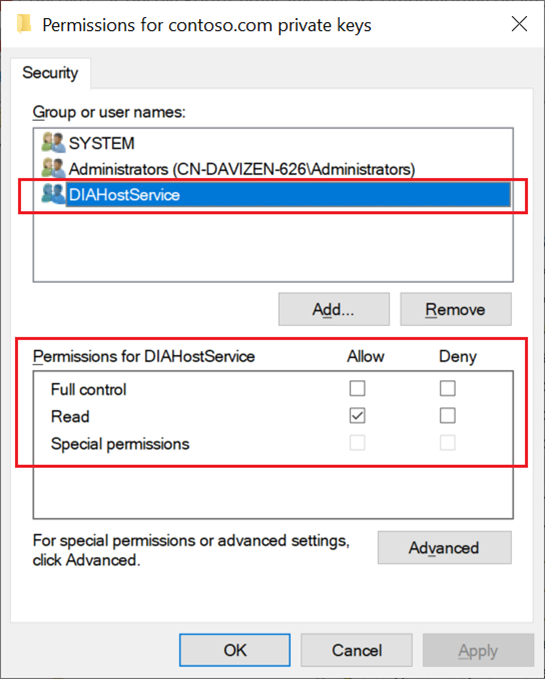 Permissions for contoso.com private keys
Security
Group or user names:
SYSTEM
Administrators (CN-DAVIZEN-626\Administrators)
DIAHostService
Add... Remove
Permissions for DIAHostService Allow Deny
Full control
Read
Special permissions
For special permissions or advanced settings,
click Advanced.
Advanced
OK Cancel Apply